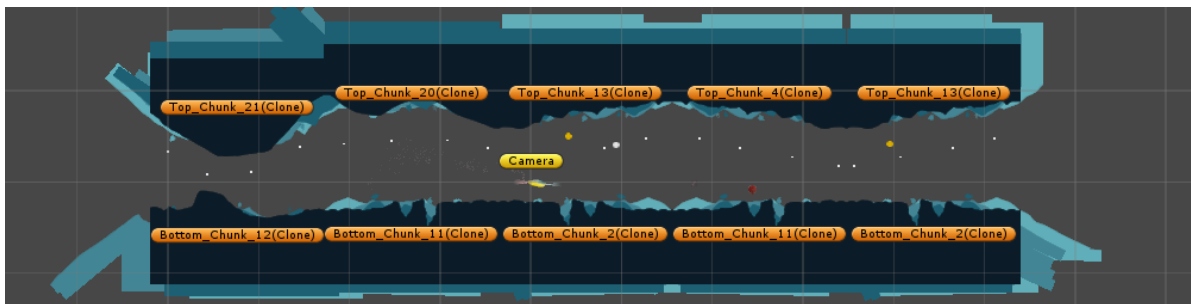 Top_Chunk_21(Clone)
Top_Chunk_20(Clone)
Top_Chunk_13(Clone)
Top_Chunk_4(Clone)
Top_Chunk_13(Clone)
Camera
Bottom_Chunk_12(Clone)
Bottom_Chunk_11(Clone)
Bottom_Chunk_2(Clone)
Bottom_Chunk_11(Clone)
Bottom_Chunk_2(Clone)